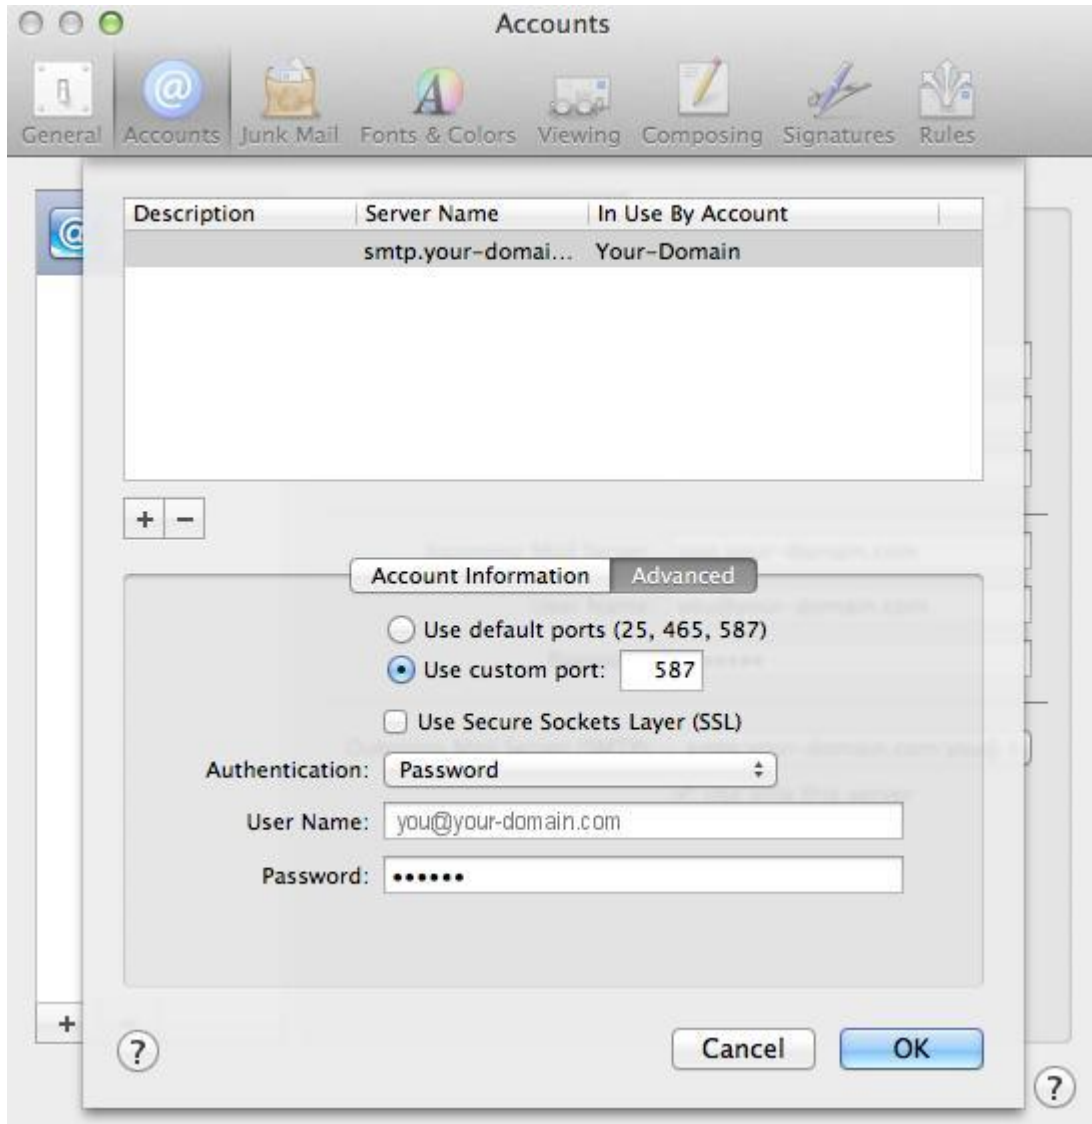 Accounts
General Accounts Junk Mail Fonts & Colors Viewing Composing Signatures Rules
Description Server Name In Use By Account
smtp.your-domai... Your-Domain
+ −
Account Information Advanced
Use default ports (25, 465, 587)
Use custom port: 587
Use Secure Sockets Layer (SSL)
Authentication: Password
User Name: you@your-domain.com
Password: ••••••
+
? Cancel OK
?